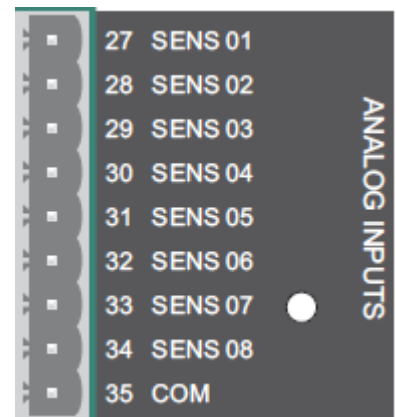 27 SENS 01
28 SENS 02
29 SENS 03
30 SENS 04
31 SENS 05
32 SENS 06
33 SENS 07
34 SENS 08
35 COM
ANALOG INPUTS